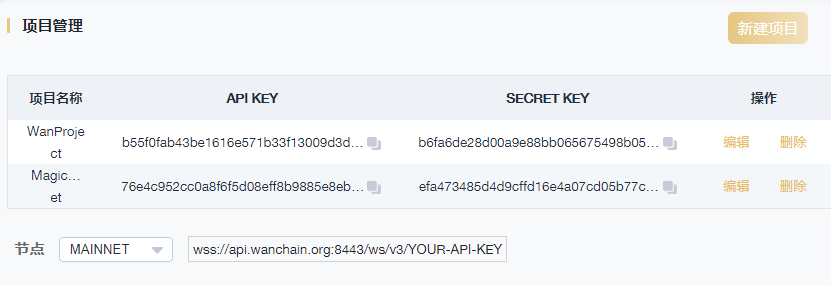 项目管理
新建项目
项目名称 API KEY SECRET KEY 操作
WanProje
ct
b55f0fab43be1616e571b33f13009d3d... b6fa6de28d00a9e88bb065675498b05... 编辑 删除
Magic...
et
76e4c952cc0a8f6f5d08eff8b9885e8eb... efa473485d4d9cffd16e4a07cd05b77c... 编辑 删除
节点 MAINNET wss://api.wanchain.org:8443/ws/v3/YOUR-API-KEY